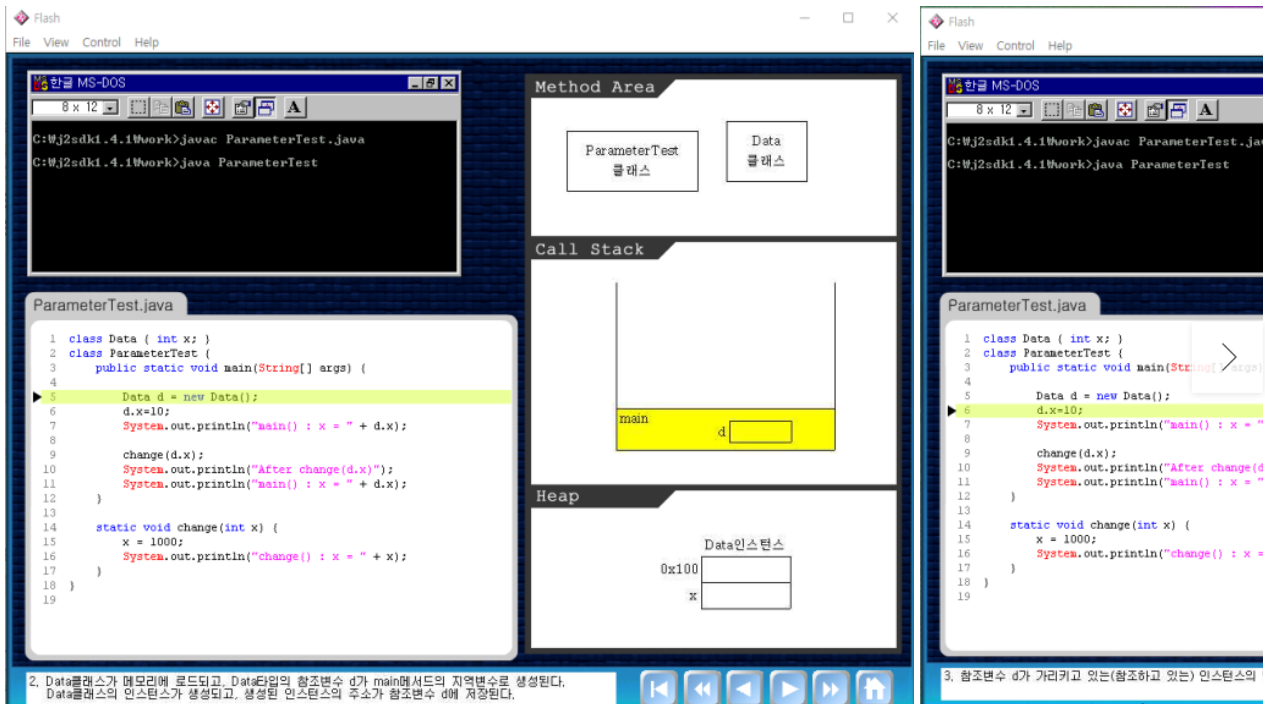 Flash
File View Control Help
한글 MS-DOS
8 x 12
A
C:₩j2sdk1.4.1₩work>javac ParameterTest.java
C:₩j2sdk1.4.1₩work>java ParameterTest
ParameterTest.java
1 class Data { int x; }
2 class ParameterTest {
3 public static void main(String[] args) {
4
5 Data d = new Data();
6 d.x=10;
7 System.out.println("main() : x = " + d.x);
8
9 change(d.x);
10 System.out.println("After change(d.x)");
11 System.out.println("main() : x = " + d.x);
12 }
13
14 static void change(int x) {
15 x = 1000;
16 System.out.println("change() : x = " + x);
17 }
18 }
19
Method Area
ParameterTest
클래스
Data
클래스
Call Stack
main
d
Heap
Data인스턴스
0x100
x
2, Data클래스가 메모리에 로드되고, Data타입의 참조변수 d가 main메서드의 지역변수로 생성된다.
Data클래스의 인스턴스가 생성되고, 생성된 인스턴스의 주소가 참조변수 d에 저장된다.
Flash
File View Control Help
한글 MS-DOS
8 x 12
A
C:₩j2sdk1.4.1₩work>javac ParameterTest.jav
C:₩j2sdk1.4.1₩work>java ParameterTest
ParameterTest.java
1 class Data { int x; }
2 class ParameterTest {
3 public static void main(String[] args)
4
5 Data d = new Data();
6 d.x=10;
7 System.out.println("main() : x = "
8
9 change(d.x);
10 System.out.println("After change(d
11 System.out.println("main() : x = "
12 }
13
14 static void change(int x) {
15 x = 1000;
16 System.out.println("change() : x =
17 }
18 }
19
3, 참조변수 d가 가리키고 있는(참조하고 있는) 인스턴스의